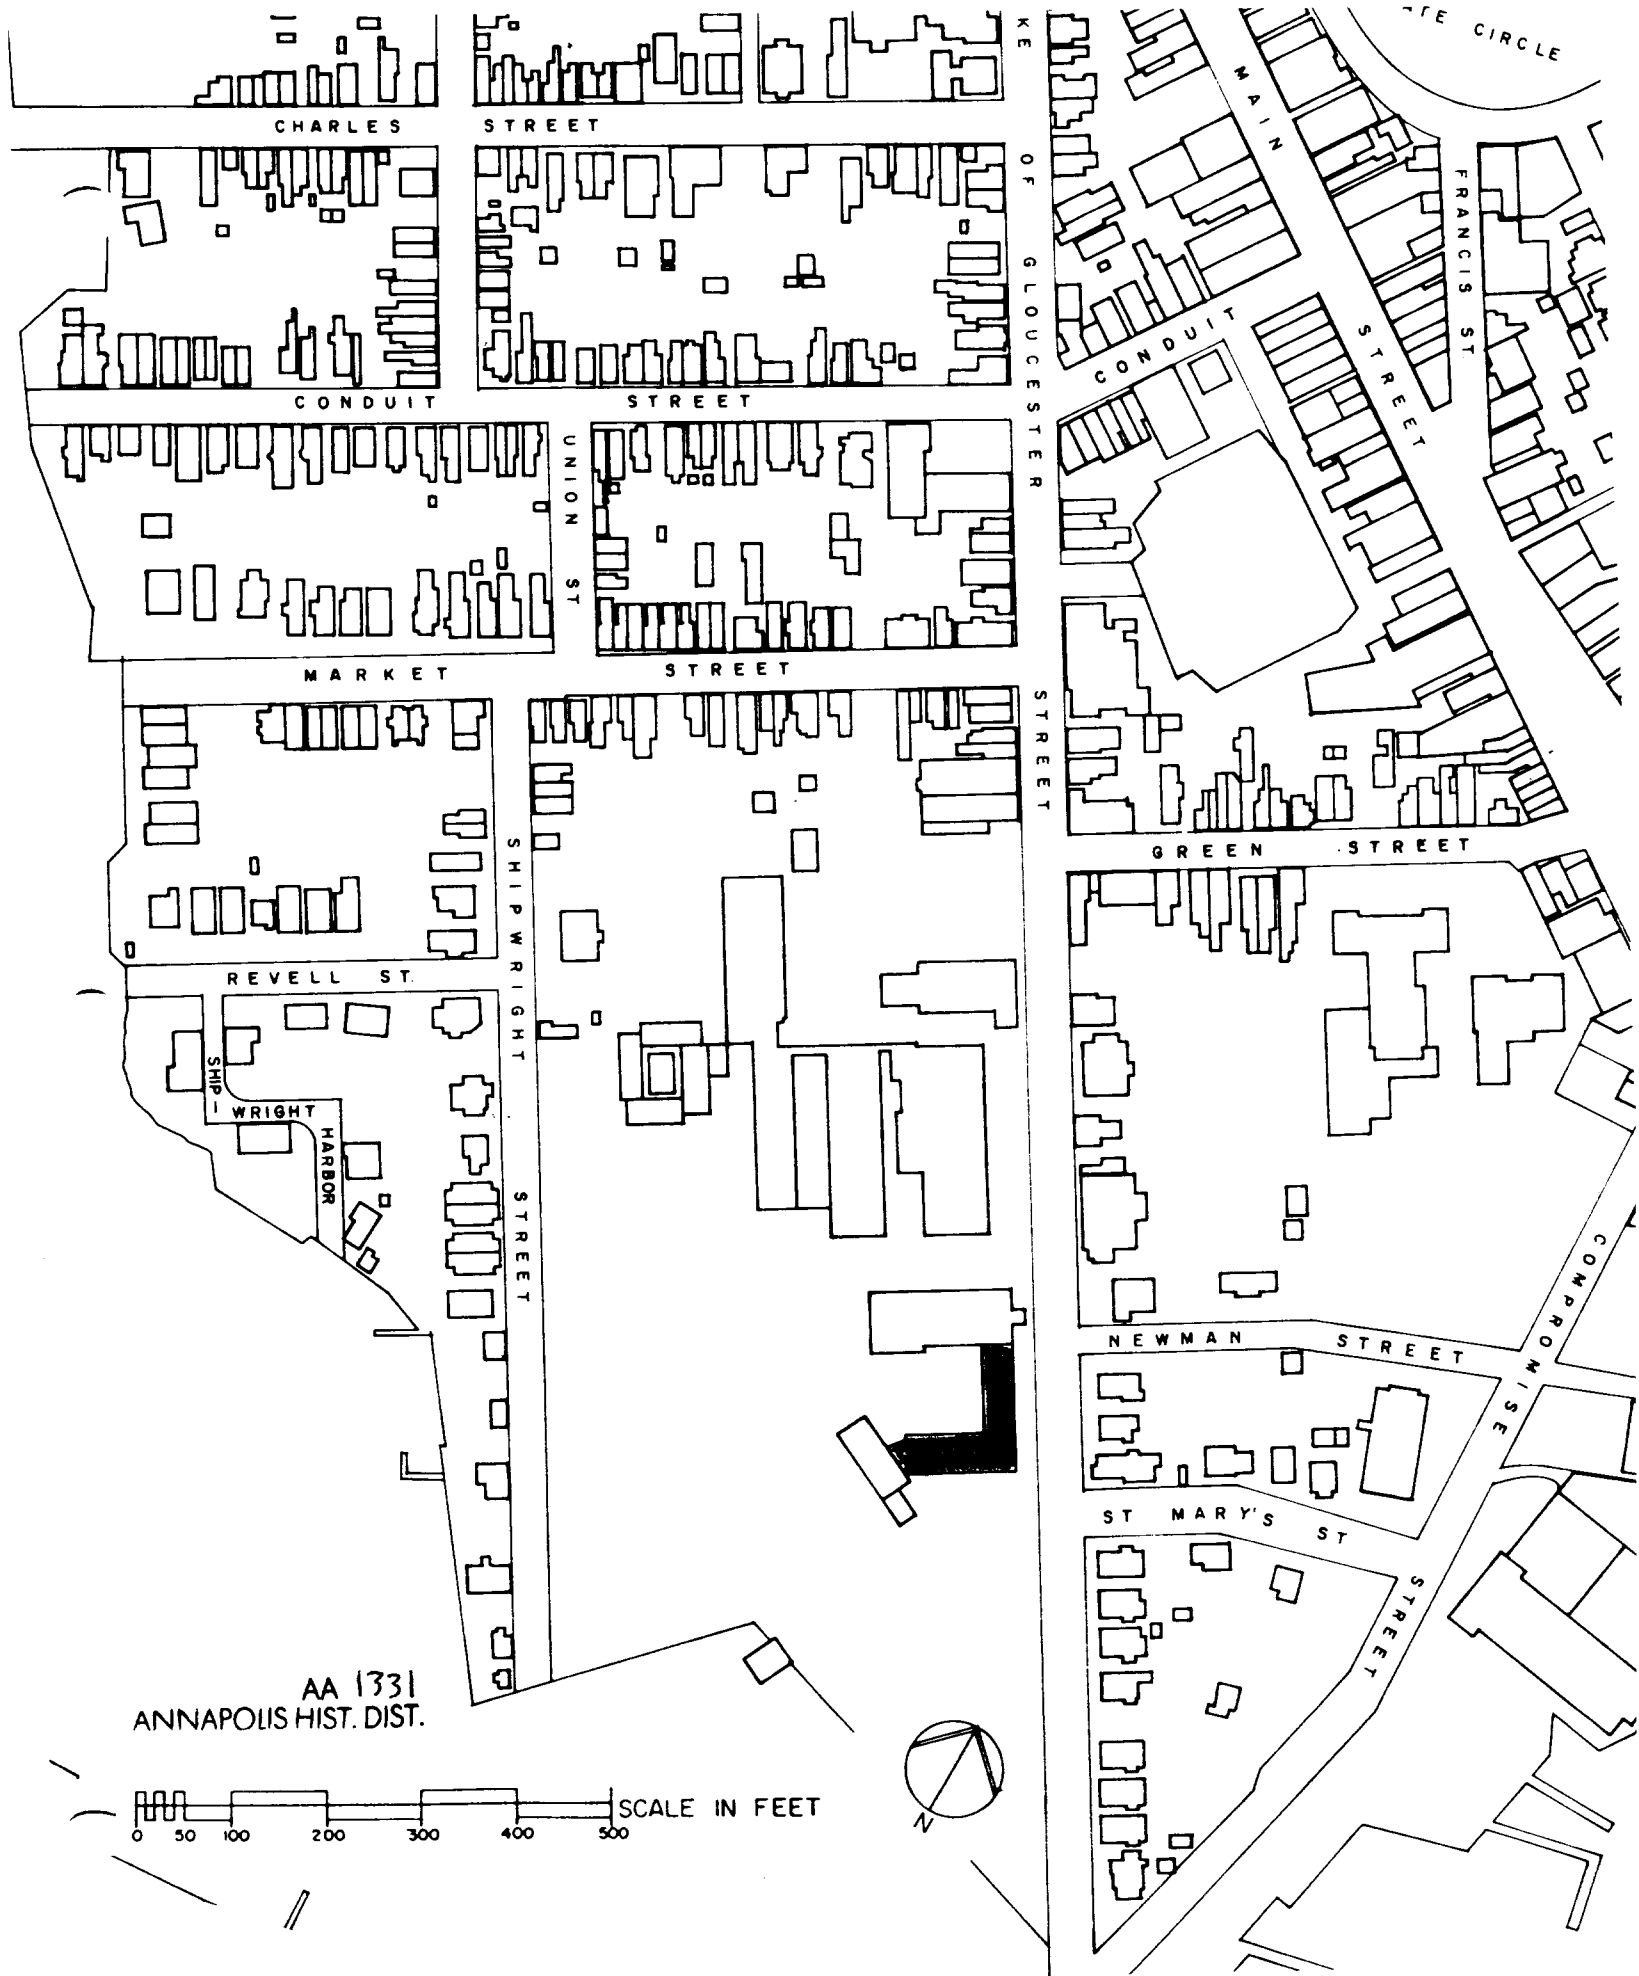 KE
ATE CIRCLE
MAIN
CHARLES STREET
OF GLOUCESTER
FRANCIS ST
CONDUIT
STREET
CONDUIT STREET
UNION ST
MARKET STREET
STREET
SHIPWRIGHT
GREEN STREET
REVELL ST.
SHIP-
WRIGHT
HARBOR
STREET
COMPROMISE
NEWMAN STREET
ST MARY'S ST
STREET
AA 1331
ANNAPOLIS HIST. DIST.
SCALE IN FEET
0 50 100 200 300 400 500
N